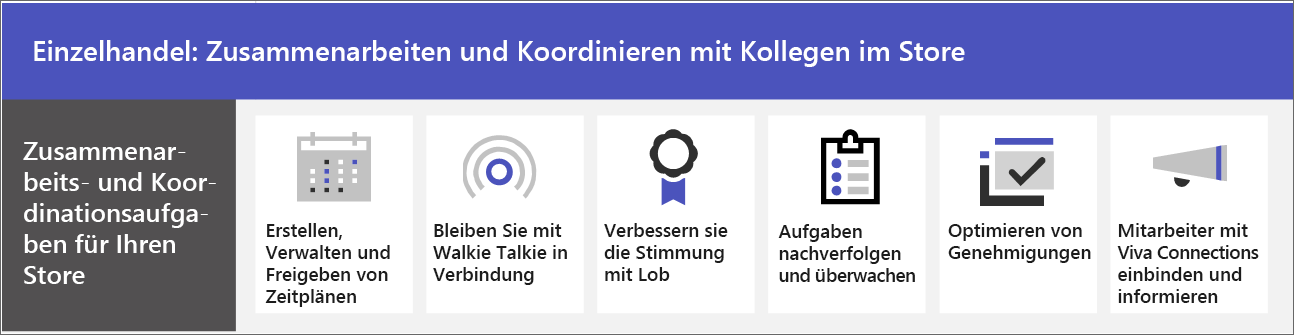 Einzelhandel: Zusammenarbeiten und Koordinieren mit Kollegen im Store
Zusammenar-
beits- und Koor-
dinationsaufga-
ben für Ihren
Store
Erstellen,
Verwalten und
Freigeben von
Zeitplänen
Bleiben Sie mit
Walkie Talkie in
Verbindung
Verbessern sie
die Stimmung
mit Lob
Aufgaben
nachverfolgen
und überwachen
Optimieren von
Genehmigungen
Mitarbeiter mit
Viva Connections
einbinden und
informieren